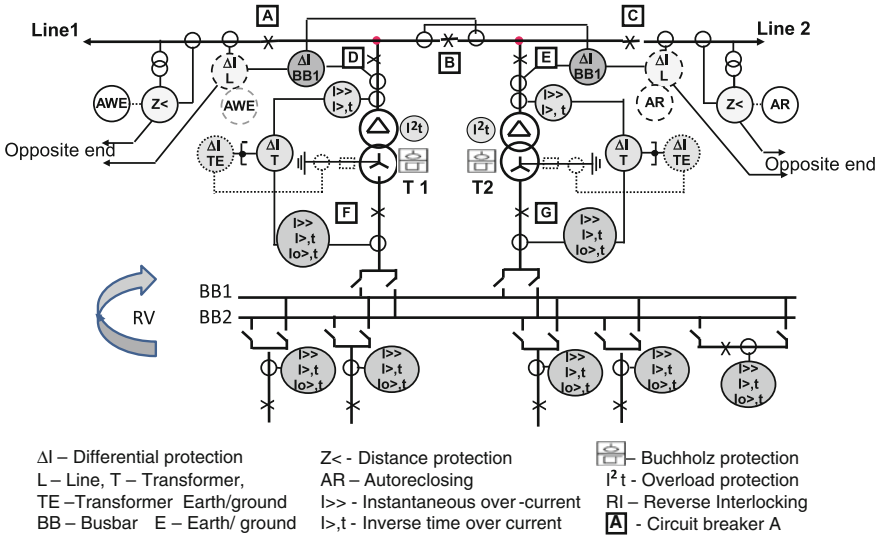 A
C
Line1
Line 2
B
D
E
ΔI
L
ΔI
BB1
ΔI
BB1
ΔI
L
AWE
Z<
AWE
I>>
I>,t
I>>
I>, t
AR
Z<
AR
I²t
I²t
Opposite end
Opposite end
ΔI
TE
ΔI
T
ΔI
T
ΔI
TE
T 1
T2
F
G
I>>
I>,t
Io>,t
I>>
I>,t
Io>,t
BB1
BB2
RV
I>>
I>,t
Io>,t
I>>
I>,t
Io>,t
I>>
I>,t
Io>,t
I>>
I>,t
Io>,t
I>>
I>,t
Io>,t
ΔI – Differential protection
L – Line, T – Transformer,
TE –Transformer Earth/ground
BB – Busbar E – Earth/ ground
Z< - Distance protection
AR – Autoreclosing
I>> - Instantaneous over-current
I>,t - Inverse time over current
– Buchholz protection
I² t - Overload protection
RI – Reverse Interlocking
A - Circuit breaker A